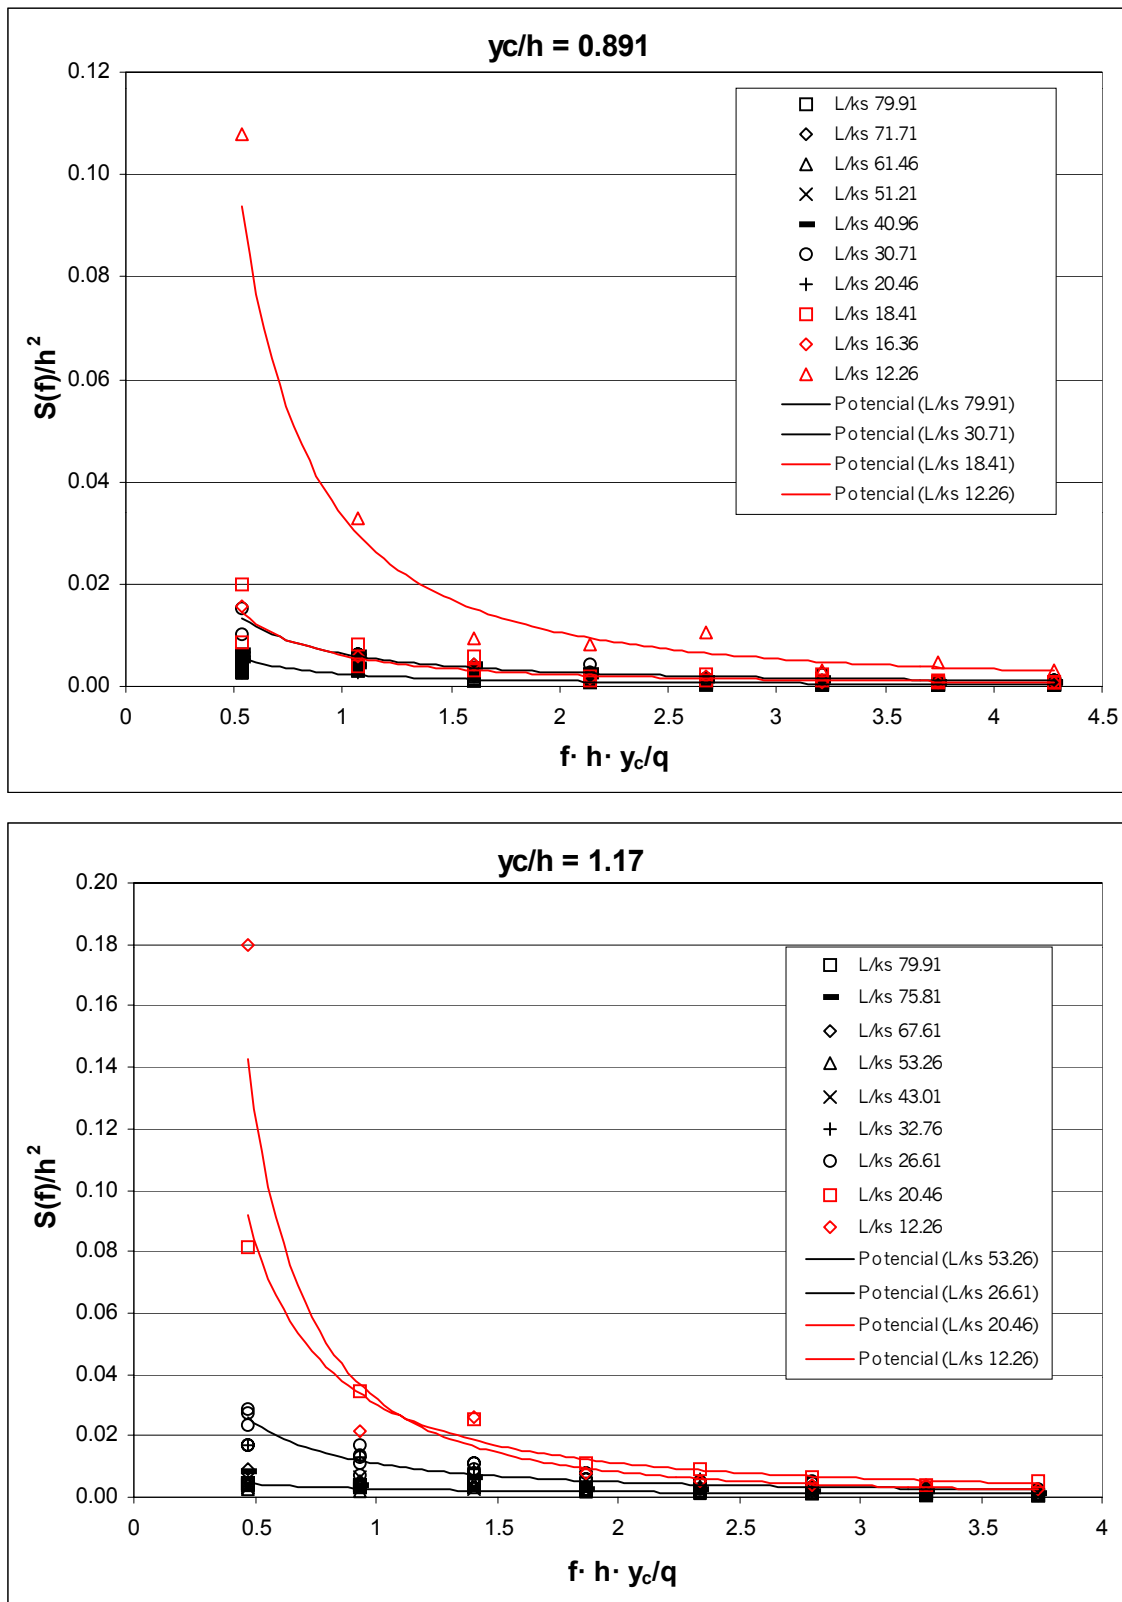 yc/h = 0.891
0.12
0.10
0.08
0.06
0.04
0.02
0.00
S(f)/h²
L/ks 79.91
L/ks 71.71
L/ks 61.46
L/ks 51.21
L/ks 40.96
L/ks 30.71
L/ks 20.46
L/ks 18.41
L/ks 16.36
L/ks 12.26
Potencial (L/ks 79.91)
Potencial (L/ks 30.71)
Potencial (L/ks 18.41)
Potencial (L/ks 12.26)
0 0.5 1 1.5 2 2.5 3 3.5 4 4.5
f· h· yc/q
yc/h = 1.17
0.20
0.18
0.16
0.14
0.12
0.10
0.08
0.06
0.04
0.02
0.00
S(f)/h²
L/ks 79.91
L/ks 75.81
L/ks 67.61
L/ks 53.26
L/ks 43.01
L/ks 32.76
L/ks 26.61
L/ks 20.46
L/ks 12.26
Potencial (L/ks 53.26)
Potencial (L/ks 26.61)
Potencial (L/ks 20.46)
Potencial (L/ks 12.26)
0 0.5 1 1.5 2 2.5 3 3.5 4
f· h· yc/q